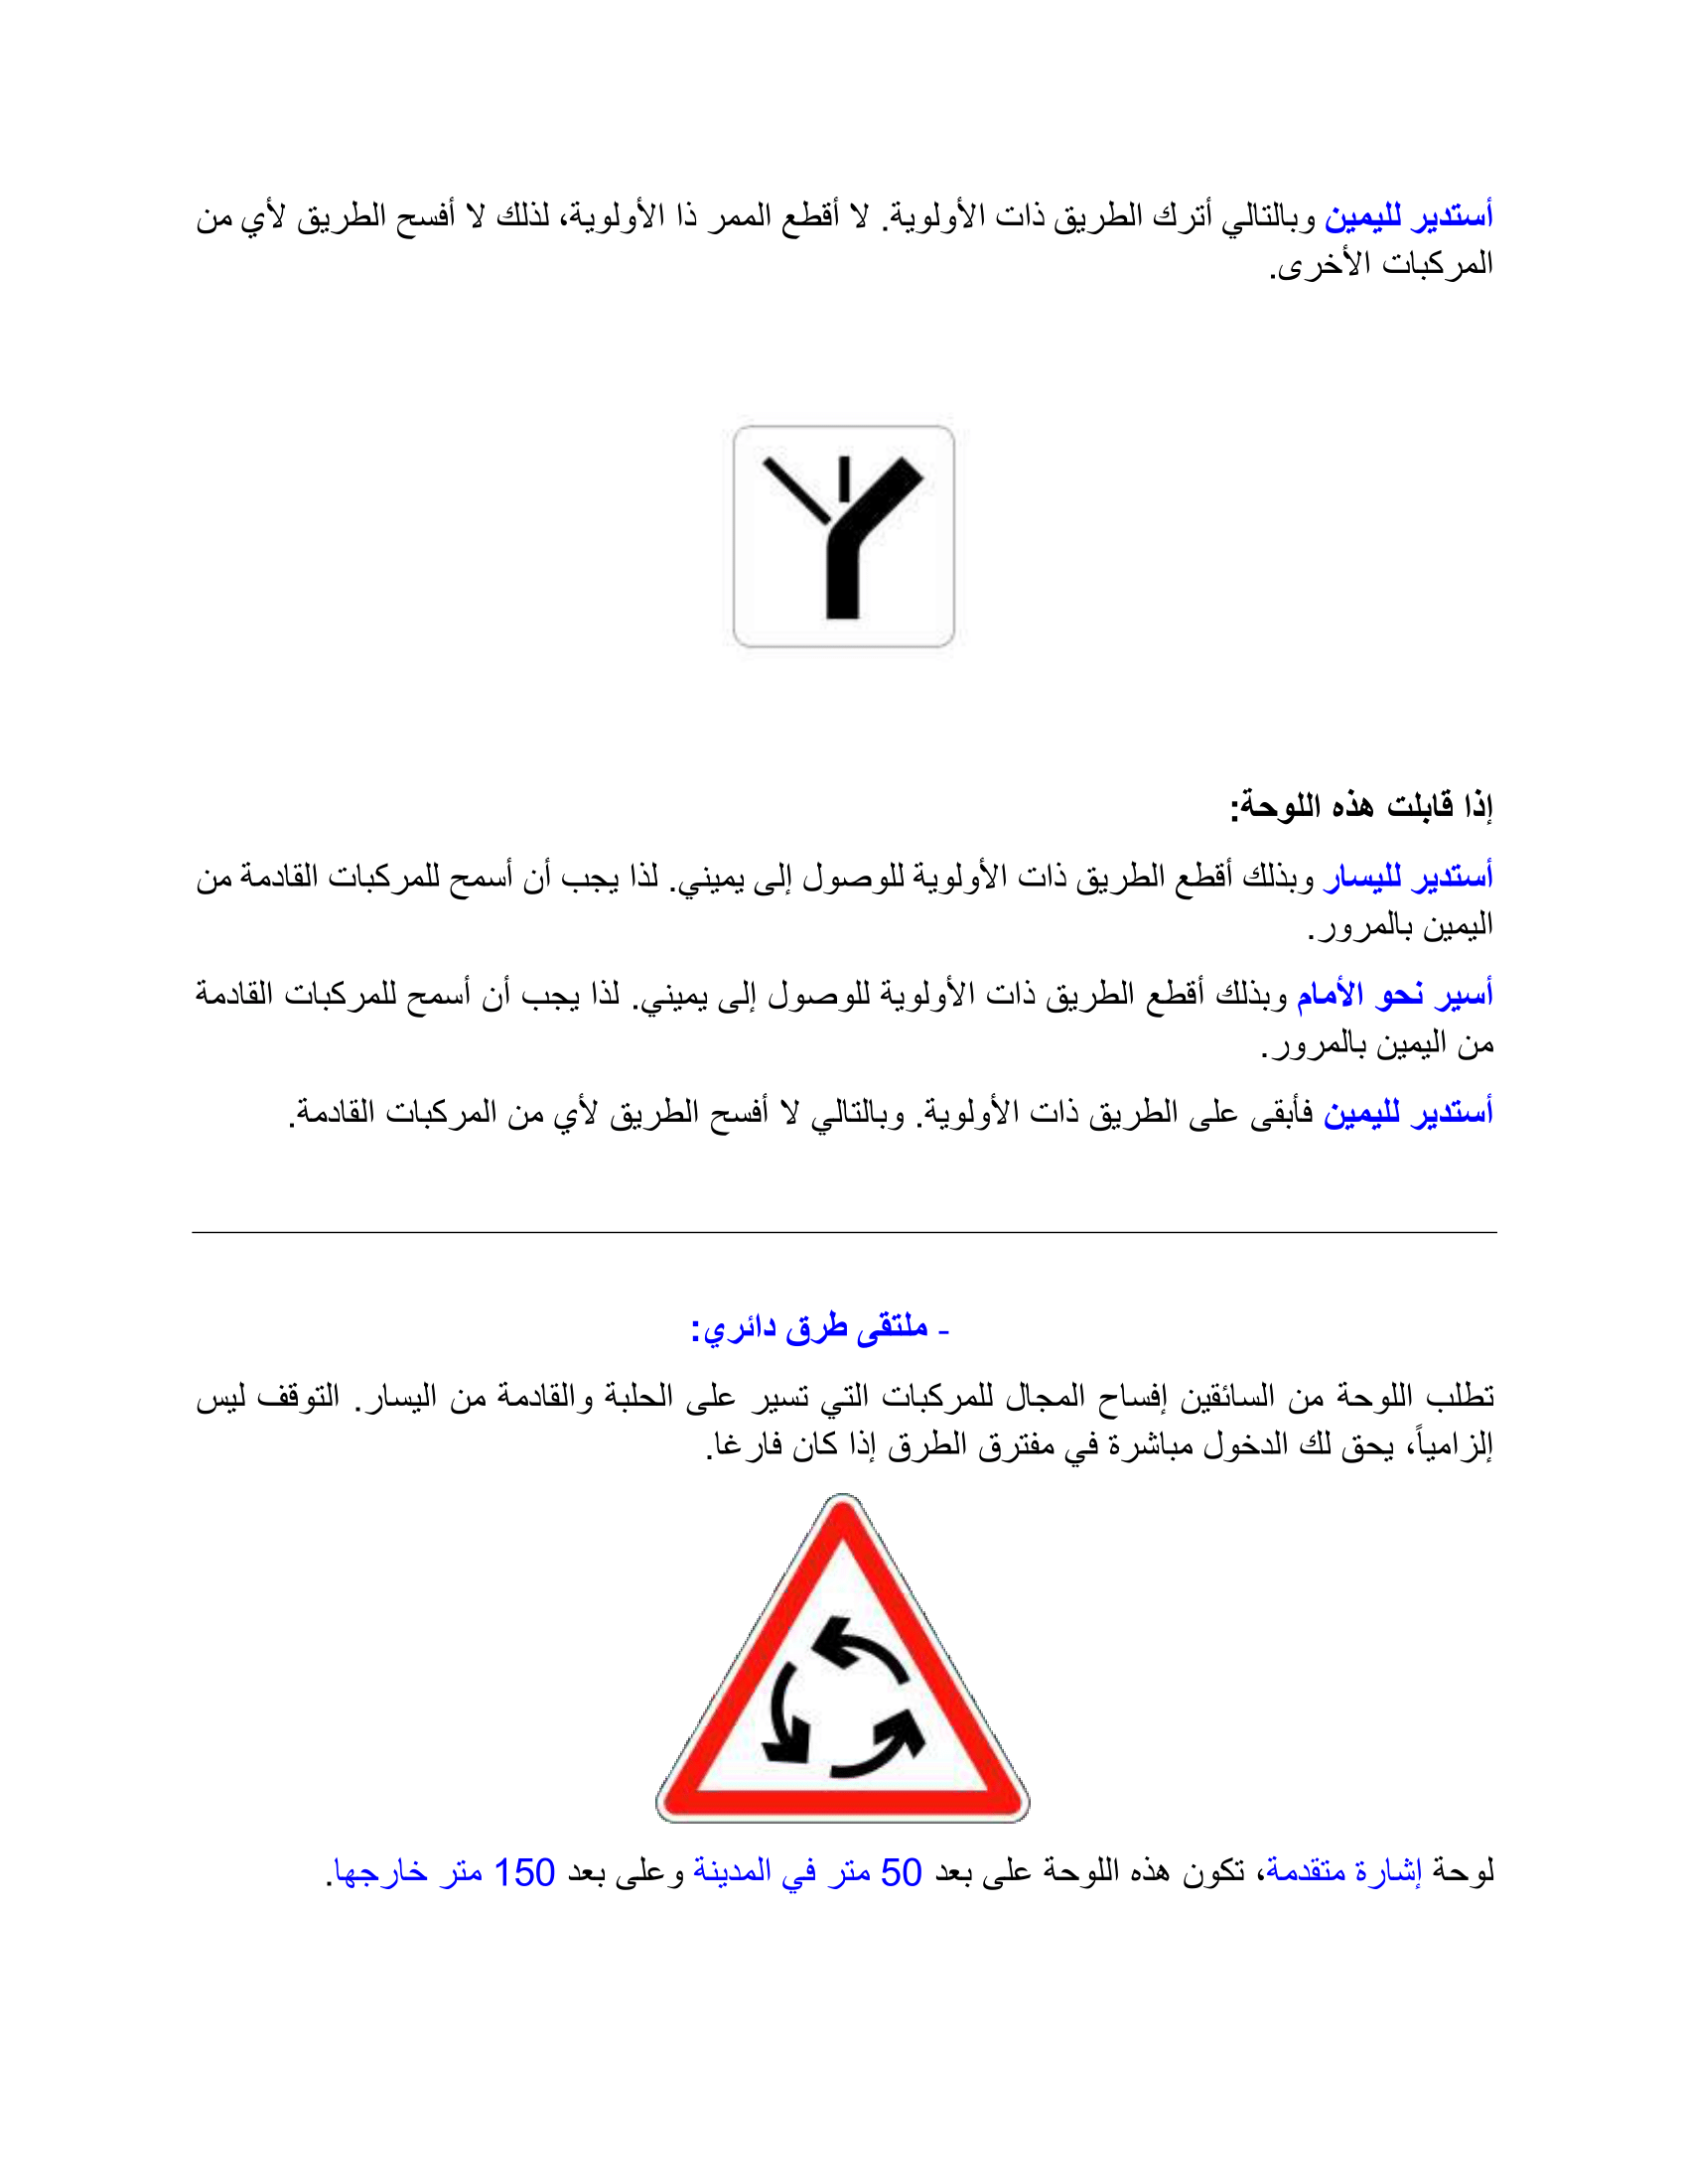 أستدير لليمين وبالتالي أترك الطريق ذات الأولوية. لا أقطع الممر ذا الأولوية، لذلك لا أفسح الطريق لأي من
المركبات الأخرى.
إذا قابلت هذه اللوحة:
أستدير لليسار وبذلك أقطع الطريق ذات الأولوية للوصول إلى يميني. لذا يجب أن أسمح للمركبات القادمة من
اليمين بالمرور.
أسير نحو الأمام وبذلك أقطع الطريق ذات الأولوية للوصول إلى يميني. لذا يجب أن أسمح للمركبات القادمة
من اليمين بالمرور.
أستدير لليمين فأبقى على الطريق ذات الأولوية. وبالتالي لا أفسح الطريق لأي من المركبات القادمة.
- ملتقى طرق دائري:
تطلب اللوحة من السائقين إفساح المجال للمركبات التي تسير على الحلبة والقادمة من اليسار. التوقف ليس
إلزامياً، يحق لك الدخول مباشرة في مفترق الطرق إذا كان فارغا.
لوحة إشارة متقدمة، تكون هذه اللوحة على بعد 50 متر في المدينة وعلى بعد 150 متر خارجها.